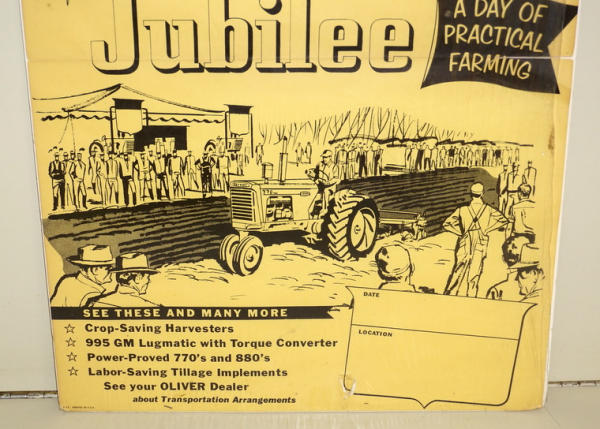 Jubilee
A DAY OF
PRACTICAL
FARMING
SEE THESE AND MANY MORE
☆ Crop-Saving Harvesters
☆ 995 GM Lugmatic with Torque Converter
☆ Power-Proved 770's and 880's
☆ Labor-Saving Tillage Implements
See your OLIVER Dealer
about Transportation Arrangements
DATE
LOCATION